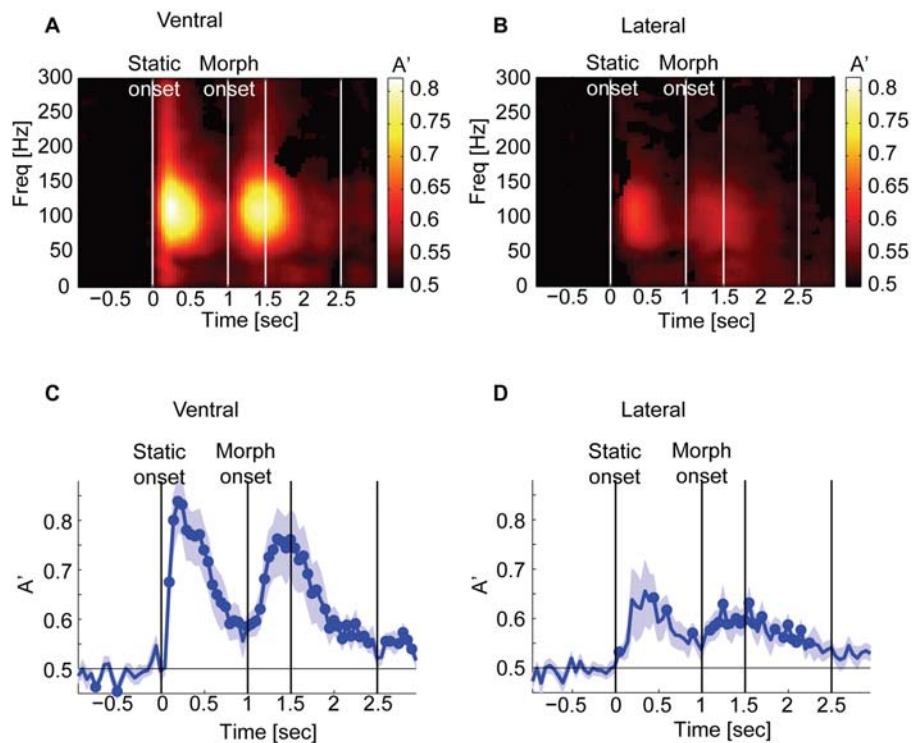 A
Ventral
Static onset
Morph onset
A'
Freq [Hz]
300
250
200
150
100
50
0
0.8
0.75
0.7
0.65
0.6
0.55
0.5
−0.5 0 0.5 1 1.5 2 2.5
Time [sec]
B
Lateral
Static onset
Morph onset
A'
Freq [Hz]
300
250
200
150
100
50
0
0.8
0.75
0.7
0.65
0.6
0.55
0.5
−0.5 0 0.5 1 1.5 2 2.5
Time [sec]
C
Ventral
Static onset
Morph onset
A'
0.8
0.7
0.6
0.5
−0.5 0 0.5 1 1.5 2 2.5
Time [sec]
D
Lateral
Static onset
Morph onset
A'
0.8
0.7
0.6
0.5
−0.5 0 0.5 1 1.5 2 2.5
Time [sec]